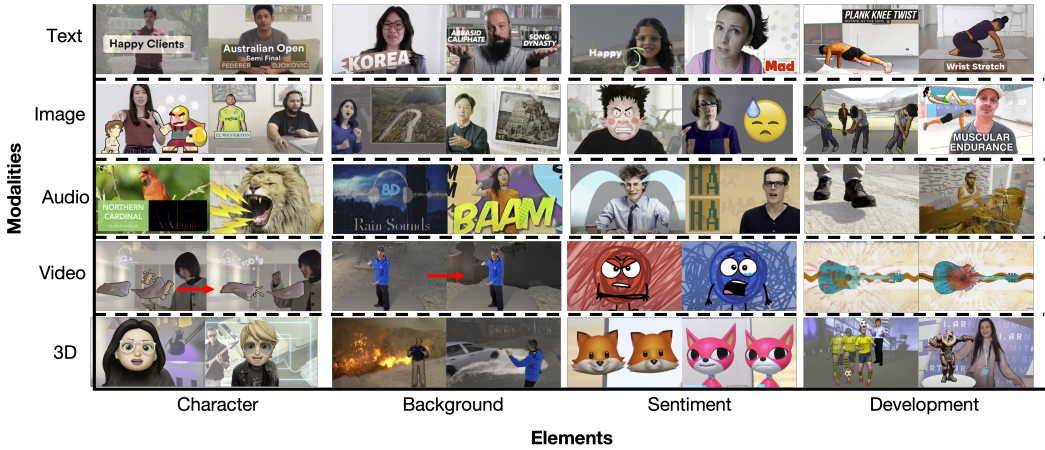 Modalities
Text
Happy Clients
Australian Open
Semi Final
FEDERER DJOKOVIC
KOREA
ABBASID
CALIPHATE
SONG
DYNASTY
Happy
Mad
PLANK KNEE TWIST
Wrist Stretch
Image
12. WEVERTON
MUSCULAR
ENDURANCE
Audio
NORTHERN
CARDINAL
8D
Rain Sounds
BAAM
HA
HA
Video
3D
Character
Background
Sentiment
Development
Elements